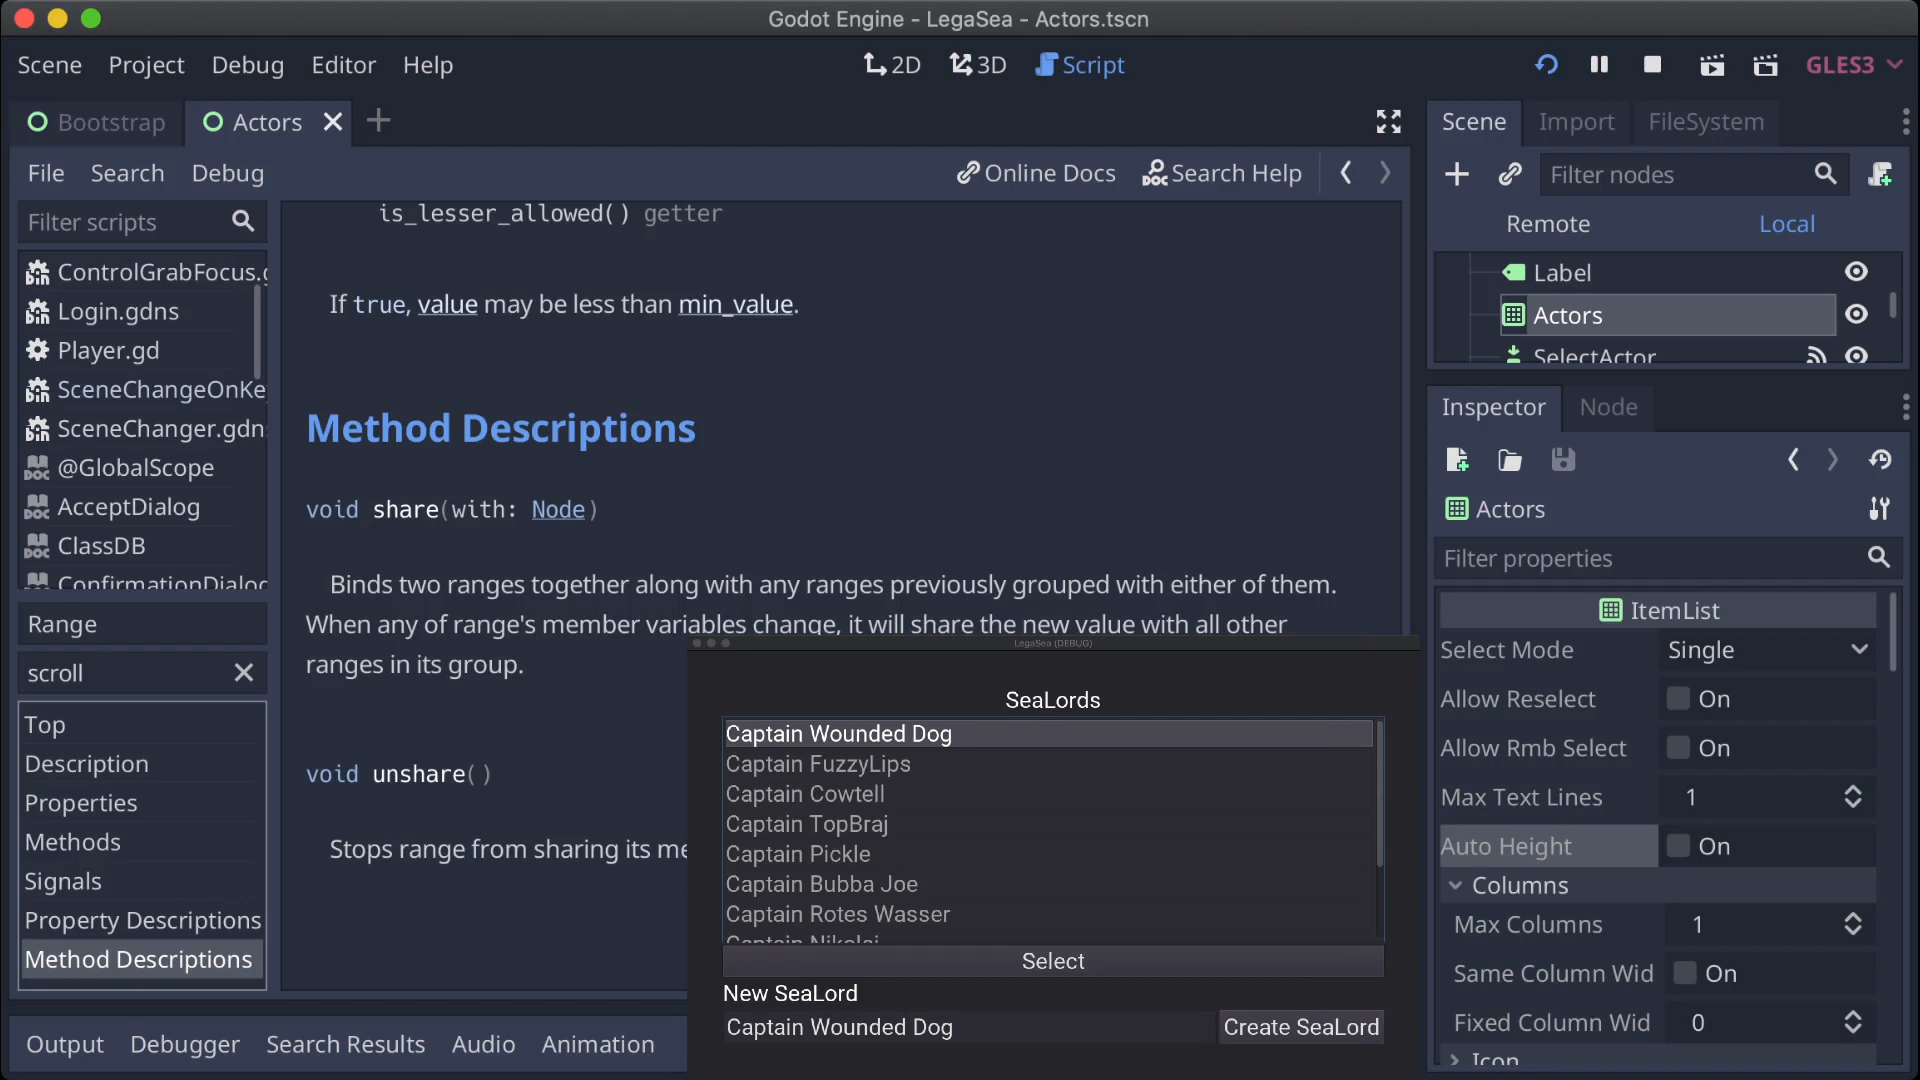 Godot Engine - LegaSea - Actors.tscn
Scene Project Debug Editor Help
2D 3D Script
GLES3
Bootstrap Actors
File Search Debug
Online Docs Search Help
Filter scripts
ControlGrabFocus.g
Login.gdns
Player.gd
SceneChangeOnKe
SceneChanger.gdn
@GlobalScope
AcceptDialog
ClassDB
ConfirmationDialog
Range
scroll
Top
Description
Properties
Methods
Signals
Property Descriptions
Method Descriptions
is_lesser_allowed() getter
If true, value may be less than min_value.
Method Descriptions
void share(with: Node)
Binds two ranges together along with any ranges previously grouped with either of them.
When any of range's member variables change, it will share the new value with all other
ranges in its group.
void unshare()
Stops range from sharing its me
LegaSea (DEBUG)
SeaLords
Captain Wounded Dog
Captain FuzzyLips
Captain Cowtell
Captain TopBraj
Captain Pickle
Captain Bubba Joe
Captain Rotes Wasser
Captain Nikolai
Select
New SeaLord
Captain Wounded Dog
Create SeaLord
Output Debugger Search Results Audio Animation
Scene Import FileSystem
Filter nodes
Remote Local
Label
Actors
SelectActor
Inspector Node
Actors
Filter properties
ItemList
Select Mode Single
Allow Reselect On
Allow Rmb Select On
Max Text Lines 1
Auto Height On
Columns
Max Columns 1
Same Column Wid On
Fixed Column Wid 0
Icon